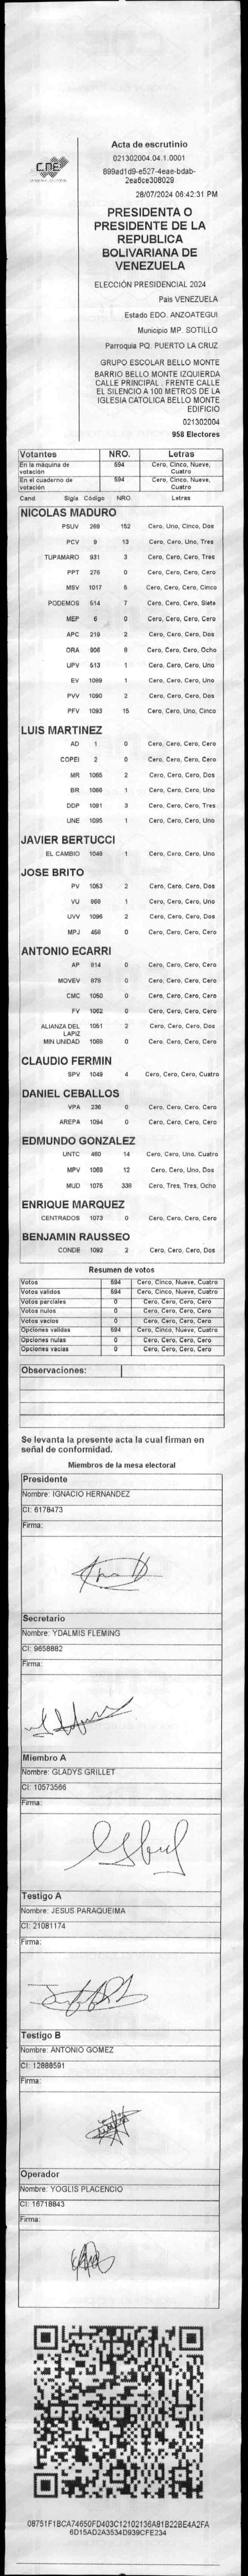 CNE
Acta de escrutinio
021302004.04.1.0001
899ad1d9-e527-4eae-bdab-
2ea6ce308029
28/07/2024 06:42:31 PM
PRESIDENTA O
PRESIDENTE DE LA
REPUBLICA
BOLIVARIANA DE
VENEZUELA
ELECCIÓN PRESIDENCIAL 2024
Pais VENEZUELA
Estado EDO. ANZOATEGUI
Municipio MP. SOTILLO
Parroquia PQ. PUERTO LA CRUZ
GRUPO ESCOLAR BELLO MONTE
BARRIO BELLO MONTE IZQUIERDA
CALLE PRINCIPAL . FRENTE CALLE
EL SILENCIO A 100 METROS DE LA
IGLESIA CATOLICA BELLO MONTE
EDIFICIO
021302004
958 Electores
Votantes NRO. Letras
En la máquina de votación 594 Cero, Cinco, Nueve, Cuatro
En el cuaderno de votación 594 Cero, Cinco, Nueve, Cuatro
Cand. Sigla Código NRO. Letras
NICOLAS MADURO
PSUV 269 152 Cero, Uno, Cinco, Dos
PCV 9 13 Cero, Cero, Uno, Tres
TUPAMARO 931 3 Cero, Cero, Cero, Tres
PPT 275 0 Cero, Cero, Cero, Cero
MSV 1017 5 Cero, Cero, Cero, Cinco
PODEMOS 514 7 Cero, Cero, Cero, Siete
MEP 6 0 Cero, Cero, Cero, Cero
APC 219 2 Cero, Cero, Cero, Dos
ORA 906 8 Cero, Cero, Cero, Ocho
UPV 613 1 Cero, Cero, Cero, Uno
EV 1089 1 Cero, Cero, Cero, Uno
PVV 1090 2 Cero, Cero, Cero, Dos
PFV 1093 15 Cero, Cero, Uno, Cinco
LUIS MARTINEZ
AD 1 0 Cero, Cero, Cero, Cero
COPEI 2 0 Cero, Cero, Cero, Cero
MR 1065 2 Cero, Cero, Cero, Dos
BR 1066 1 Cero, Cero, Cero, Uno
DDP 1081 3 Cero, Cero, Cero, Tres
UNE 1095 1 Cero, Cero, Cero, Uno
JAVIER BERTUCCI
EL CAMBIO 1048 1 Cero, Cero, Cero, Uno
JOSE BRITO
PV 1053 2 Cero, Cero, Cero, Dos
VU 968 1 Cero, Cero, Cero, Uno
UVV 1096 2 Cero, Cero, Cero, Dos
MPJ 458 0 Cero, Cero, Cero, Cero
ANTONIO ECARRI
AP 914 0 Cero, Cero, Cero, Cero
MOVEV 878 0 Cero, Cero, Cero, Cero
CMC 1050 0 Cero, Cero, Cero, Cero
FV 1062 0 Cero, Cero, Cero, Cero
ALIANZA DEL LAPIZ 1051 2 Cero, Cero, Cero, Dos
MIN UNIDAD 1068 0 Cero, Cero, Cero, Cero
CLAUDIO FERMIN
SPV 1049 4 Cero, Cero, Cero, Cuatro
DANIEL CEBALLOS
VPA 236 0 Cero, Cero, Cero, Cero
AREPA 1094 0 Cero, Cero, Cero, Cero
EDMUNDO GONZALEZ
UNTC 460 14 Cero, Cero, Uno, Cuatro
MPV 1069 12 Cero, Cero, Uno, Dos
MUD 1075 338 Cero, Tres, Tres, Ocho
ENRIQUE MARQUEZ
CENTRADOS 1073 0 Cero, Cero, Cero, Cero
BENJAMIN RAUSSEO
CONDE 1092 2 Cero, Cero, Cero, Dos
Resumen de votos
Votos 594 Cero, Cinco, Nueve, Cuatro
Votos validos 594 Cero, Cinco, Nueve, Cuatro
Votos parciales 0 Cero, Cero, Cero, Cero
Votos nulos 0 Cero, Cero, Cero, Cero
Votos vacios 0 Cero, Cero, Cero, Cero
Opciones validas 594 Cero, Cinco, Nueve, Cuatro
Opciones nulas 0 Cero, Cero, Cero, Cero
Opciones vacias 0 Cero, Cero, Cero, Cero
Observaciones:
Se levanta la presente acta la cual firman en
señal de conformidad.
Miembros de la mesa electoral
Presidente
Nombre: IGNACIO HERNANDEZ
CI: 6178473
Firma:
Secretario
Nombre: YDALMIS FLEMING
CI: 9658882
Firma:
Miembro A
Nombre: GLADYS GRILLET
CI: 10573566
Firma:
Testigo A
Nombre: JESUS PARAQUEIMA
CI: 21081174
Firma:
Testigo B
Nombre: ANTONIO GOMEZ
CI: 12888591
Firma:
Operador
Nombre: YOGLIS PLACENCIO
CI: 16718843
Firma:
08751F1BCA74650FD403C12102136A81B22BE4A2FA
6D15AD2A3534D939CFE234